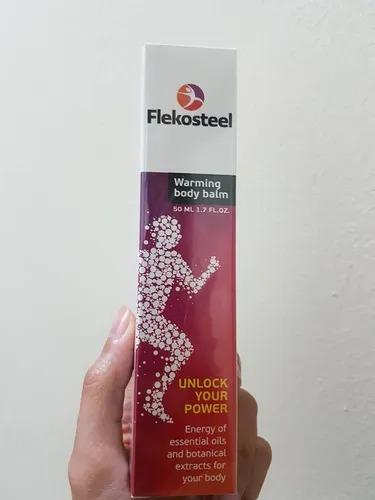 Flekosteel
Warming
body balm
50 ML 1.7 FL.OZ.
UNLOCK
YOUR
POWER
Energy of
essential oils
and botanical
extracts for
your body